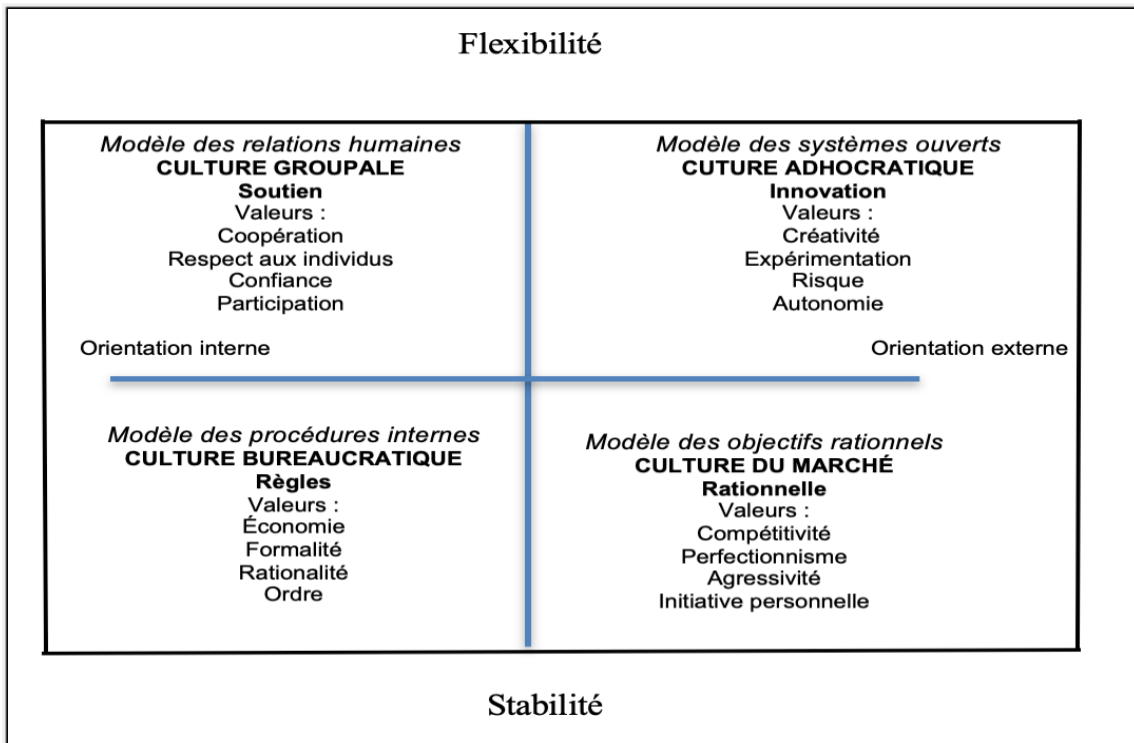 Flexibilité
Modèle des relations humaines
CULTURE GROUPALE
Soutien
Valeurs :
Coopération
Respect aux individus
Confiance
Participation
Modèle des systèmes ouverts
CUTURE ADHOCRATIQUE
Innovation
Valeurs :
Créativité
Expérimentation
Risque
Autonomie
Orientation interne
Orientation externe
Modèle des procédures internes
CULTURE BUREAUCRATIQUE
Règles
Valeurs :
Économie
Formalité
Rationalité
Ordre
Modèle des objectifs rationnels
CULTURE DU MARCHÉ
Rationnelle
Valeurs :
Compétitivité
Perfectionnisme
Agressivité
Initiative personnelle
Stabilité